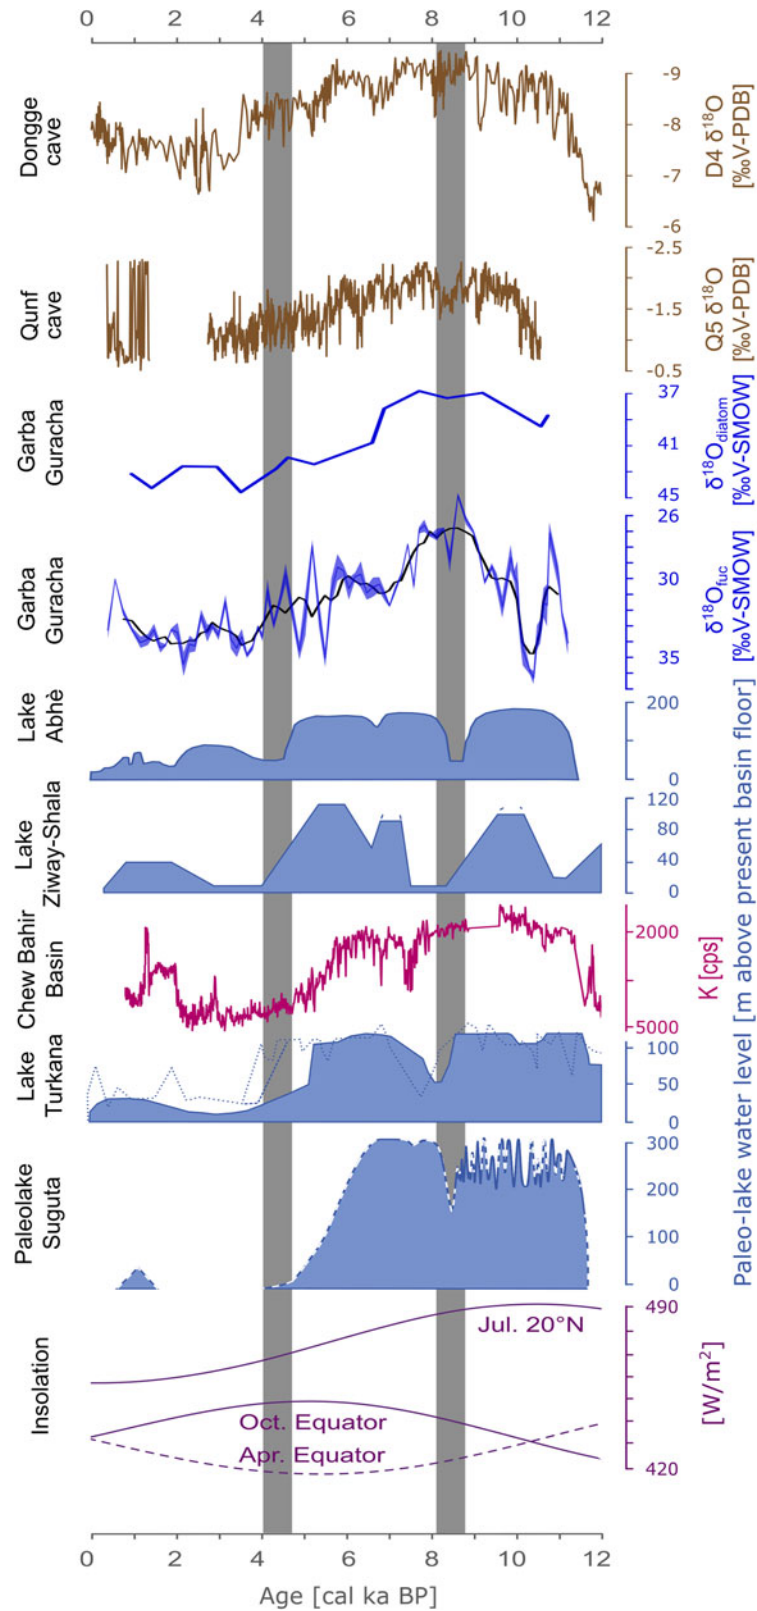 0 2 4 6 8 10 12
Dongge
cave
-9
-8
-7
-6
D4 δ¹⁸O
[‰V-PDB]
Qunf
cave
-2.5
-1.5
-0.5
Q5 δ¹⁸O
[‰V-PDB]
Garba
Guracha
37
41
45
δ¹⁸Odiatom
[‰V-SMOW]
Garba
Guracha
26
30
35
δ¹⁸Ofuc
[‰V-SMOW]
Lake
Abhè
200
0
Lake
Ziway-Shala
120
80
40
0
Chew Bahir
Basin
2000
5000
K [cps]
Lake
Turkana
100
50
0
Paleolake
Suguta
300
200
100
0
Paleo-lake water level [m above present basin floor]
Insolation
Jul. 20°N
Oct. Equator
Apr. Equator
490
420
[W/m²]
0 2 4 6 8 10 12
Age [cal ka BP]